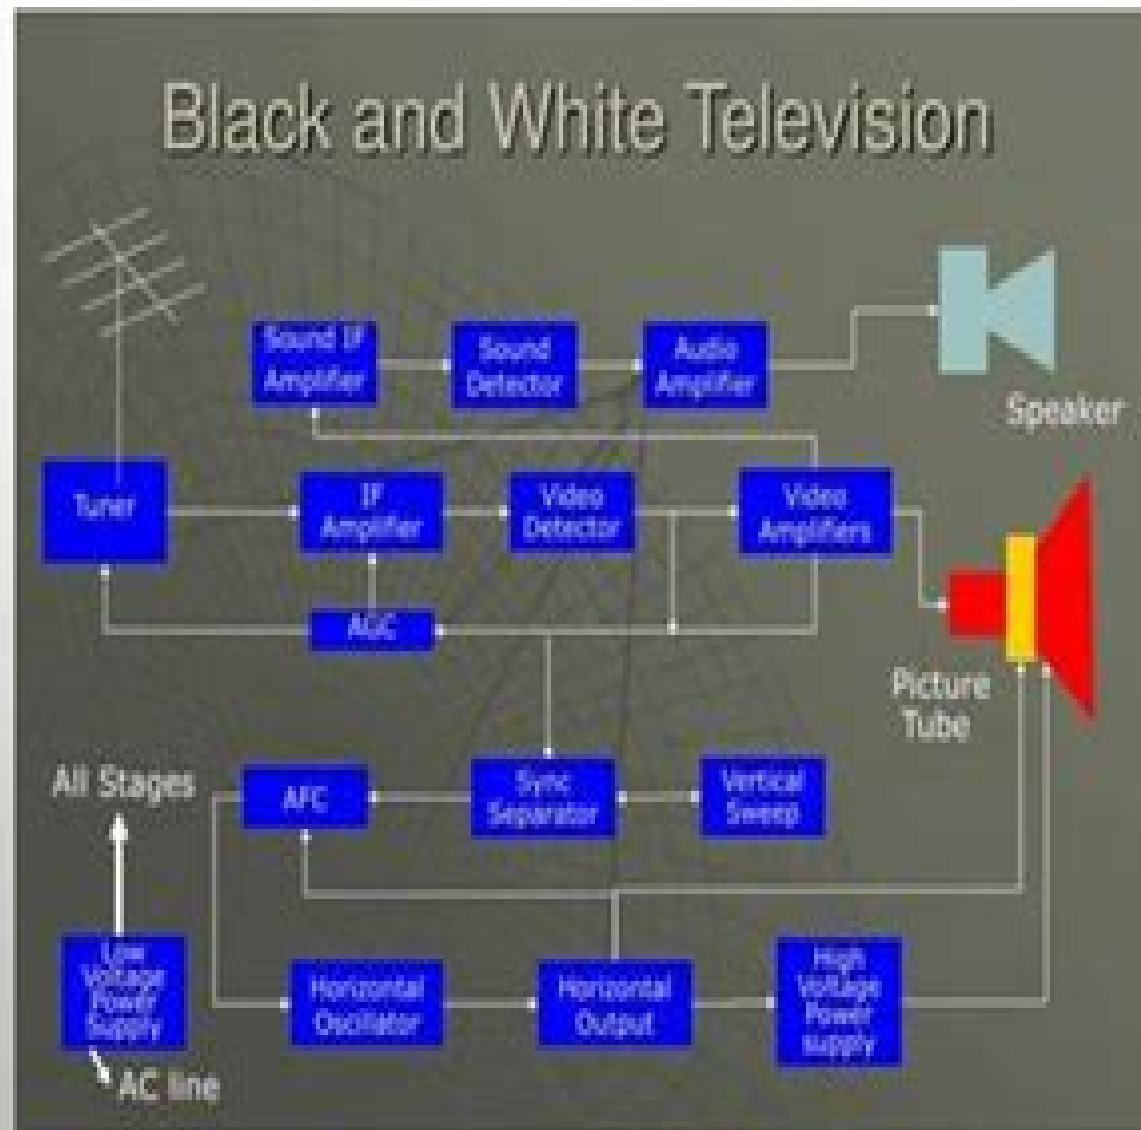 Black and White Television
Sound IF
Amplifier
Sound
Detector
Audio
Amplifier
Speaker
Tuner
IF
Amplifier
Video
Detector
Video
Amplifiers
AGC
Picture
Tube
All Stages
AFC
Sync
Separator
Vertical
Sweep
Low
Voltage
Power
Supply
Horizontal
Oscillator
Horizontal
Output
High
Voltage
Power
supply
AC line